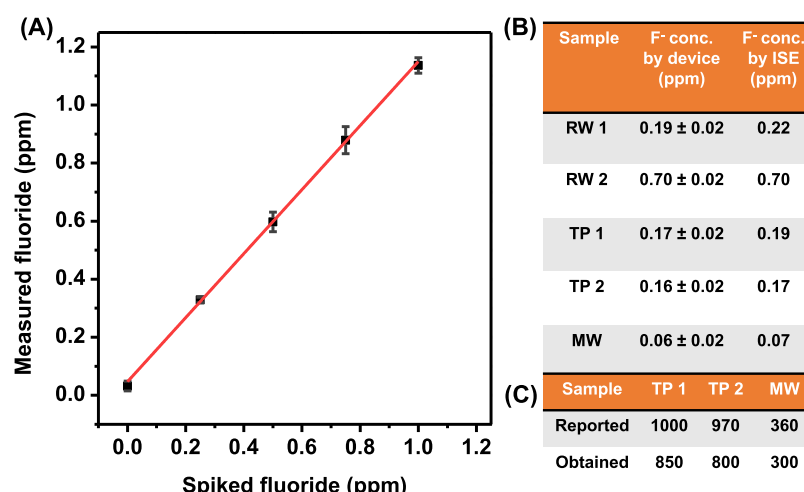 (A)
1.2
1.0
0.8
0.6
0.4
0.2
0.0
Measured fluoride (ppm)
0.0 0.2 0.4 0.6 0.8 1.0 1.2
Spiked fluoride (ppm)
(B)
Sample F- conc. by device (ppm) F- conc. by ISE (ppm)
RW 1 0.19 ± 0.02 0.22
RW 2 0.70 ± 0.02 0.70
TP 1 0.17 ± 0.02 0.19
TP 2 0.16 ± 0.02 0.17
MW 0.06 ± 0.02 0.07
(C)
Sample TP 1 TP 2 MW
Reported 1000 970 360
Obtained 850 800 300